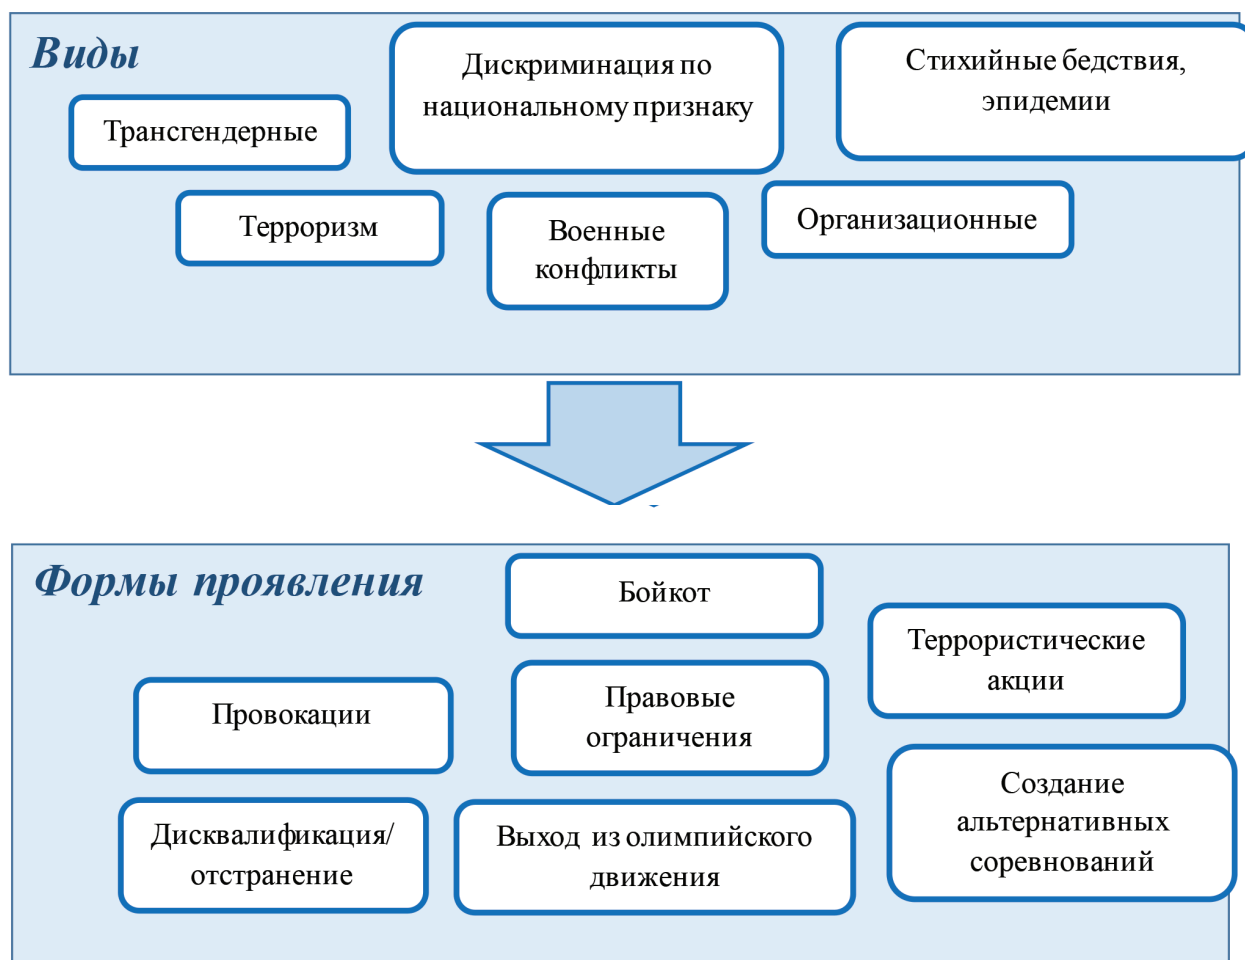 Виды
Дискриминация по
национальному признаку
Стихийные бедствия,
эпидемии
Трансгендерные
Терроризм
Военные
конфликты
Организационные
Формы проявления
Бойкот
Террористические
акции
Провокации
Правовые
ограничения
Создание
альтернативных
соревнований
Дисквалификация/
отстранение
Выход из олимпийского
движения